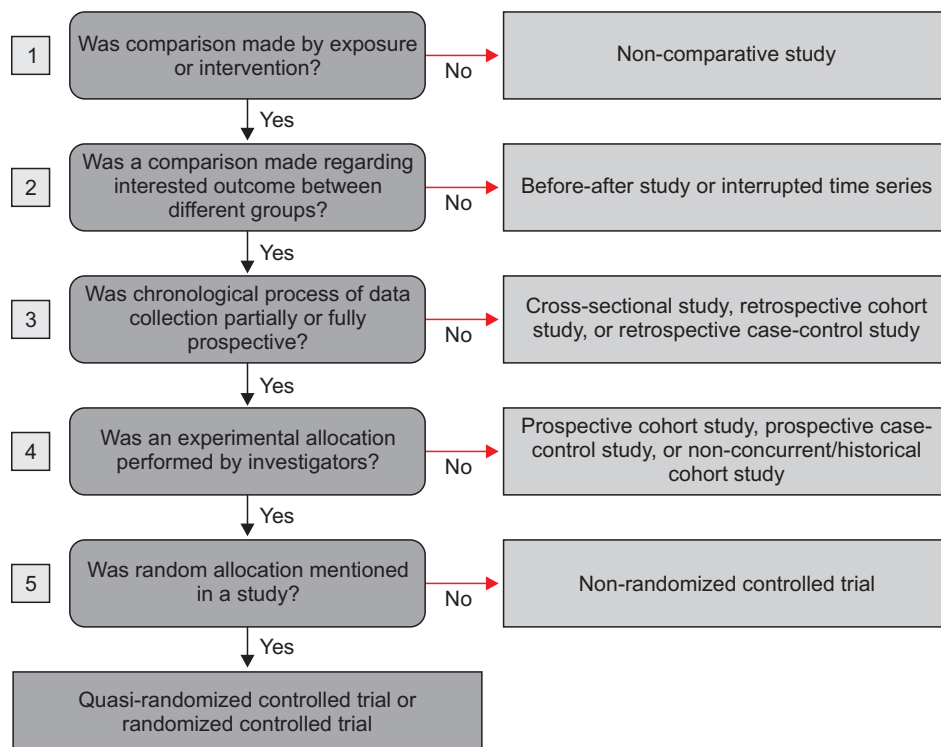 1
Was comparison made by exposure
or intervention?
No
Non-comparative study
Yes
2
Was a comparison made regarding
interested outcome between
different groups?
No
Before-after study or interrupted time series
Yes
3
Was chronological process of data
collection partially or fully
prospective?
No
Cross-sectional study, retrospective cohort
study, or retrospective case-control study
Yes
4
Was an experimental allocation
performed by investigators?
No
Prospective cohort study, prospective case-
control study, or non-concurrent/historical
cohort study
Yes
5
Was random allocation mentioned
in a study?
No
Non-randomized controlled trial
Yes
Quasi-randomized controlled trial or
randomized controlled trial